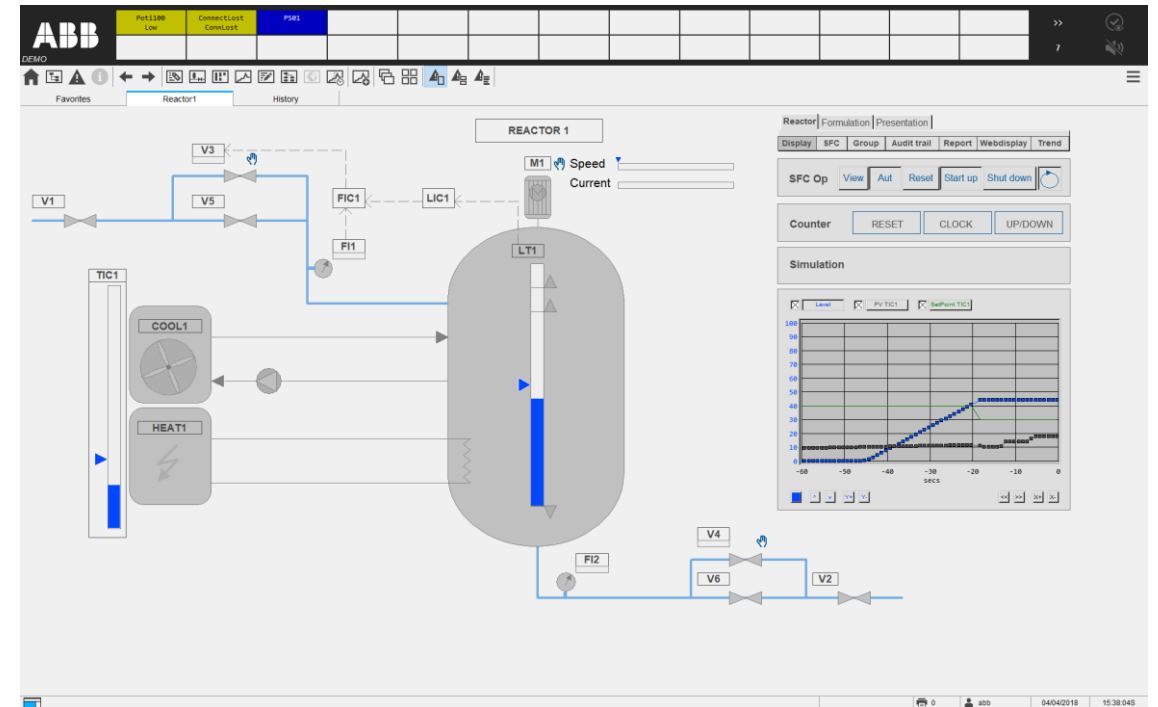 ABB
DEMO
Poti100
Low
ConnectLost
ConnLost
PS01
>>
7
Favorites
Reactor1
History
REACTOR 1
V3
M1
Speed
Current
V1
V5
FIC1
LIC1
FI1
LT1
TIC1
COOL1
HEAT1
V4
FI2
V6
V2
Reactor Formulation Presentation
Display SFC Group Audit trail Report Webdisplay Trend
SFC Op View Aut Reset Start up Shut down
Counter RESET CLOCK UP/DOWN
Simulation
Level PV TIC1 SetPoint TIC1
100
90
80
70
60
50
40
30
20
10
0
-60 -50 -40 -30 -20 -10 0
secs
^ v Y+ Y- << >> X+ X-
0 abb 04/04/2018 15:38:04S